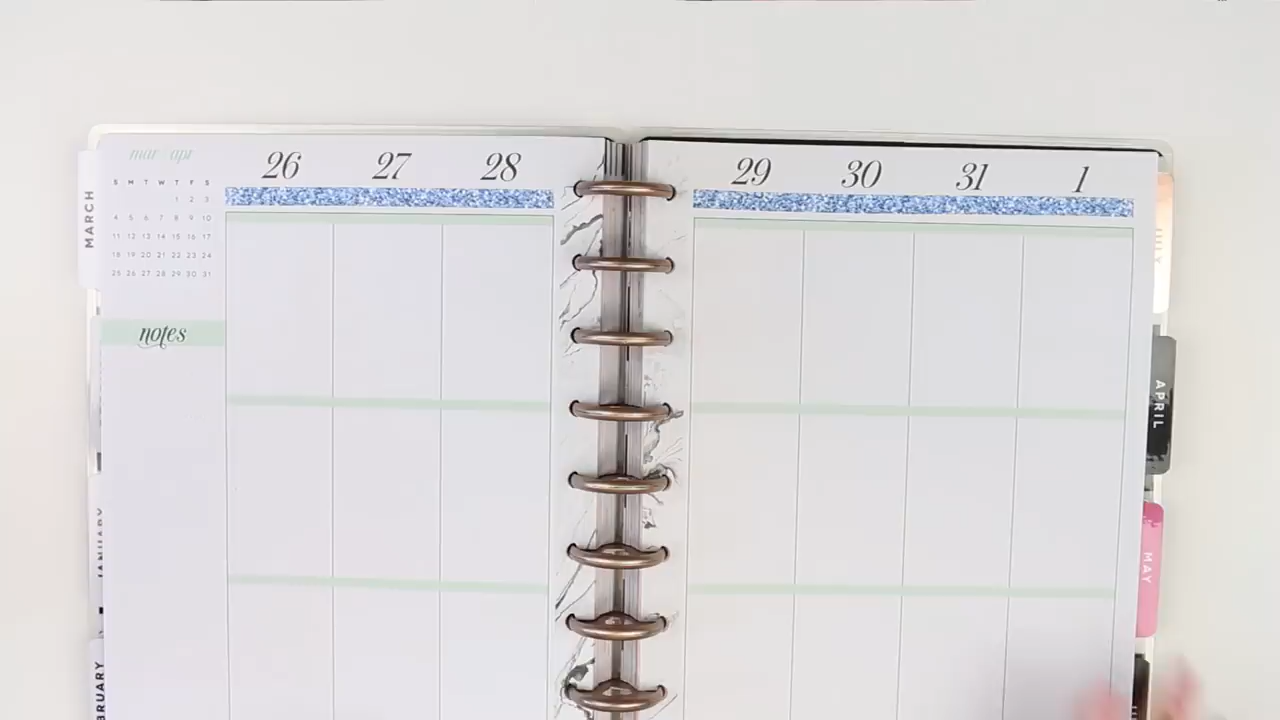 mar apr
26 27 28
29 30 31 1
S M T W T F S
1 2 3
4 5 6 7 8 9 10
11 12 13 14 15 16 17
18 19 20 21 22 23 24
25 26 27 28 29 30 31
notes
MARCH
JANUARY
BRUARY
JULY
APRIL
MAY